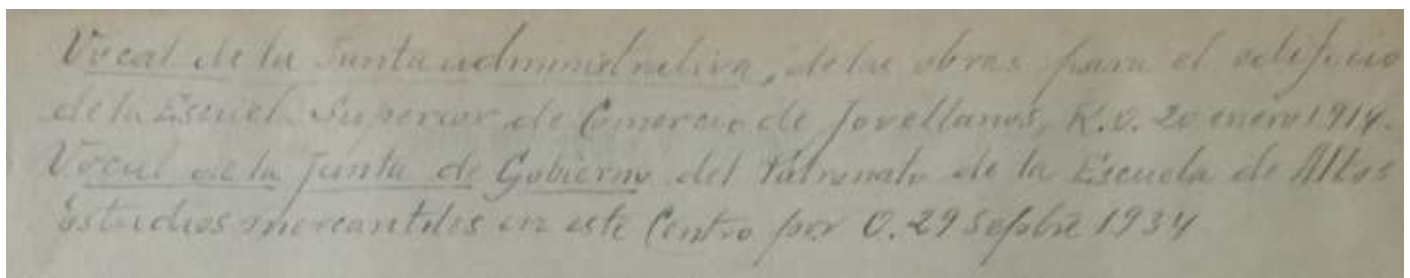 Vocal de la Junta administrativa, de las obras para el edificio
de la Escuel. Superior de Comercio de Jovellanos, R.O. 20 enero 1914.
Vocal de la Junta de Gobierno del Patronato de la Escuela de Altos
Estudios mercantiles en este Centro por O. 29 Sepbre 1934